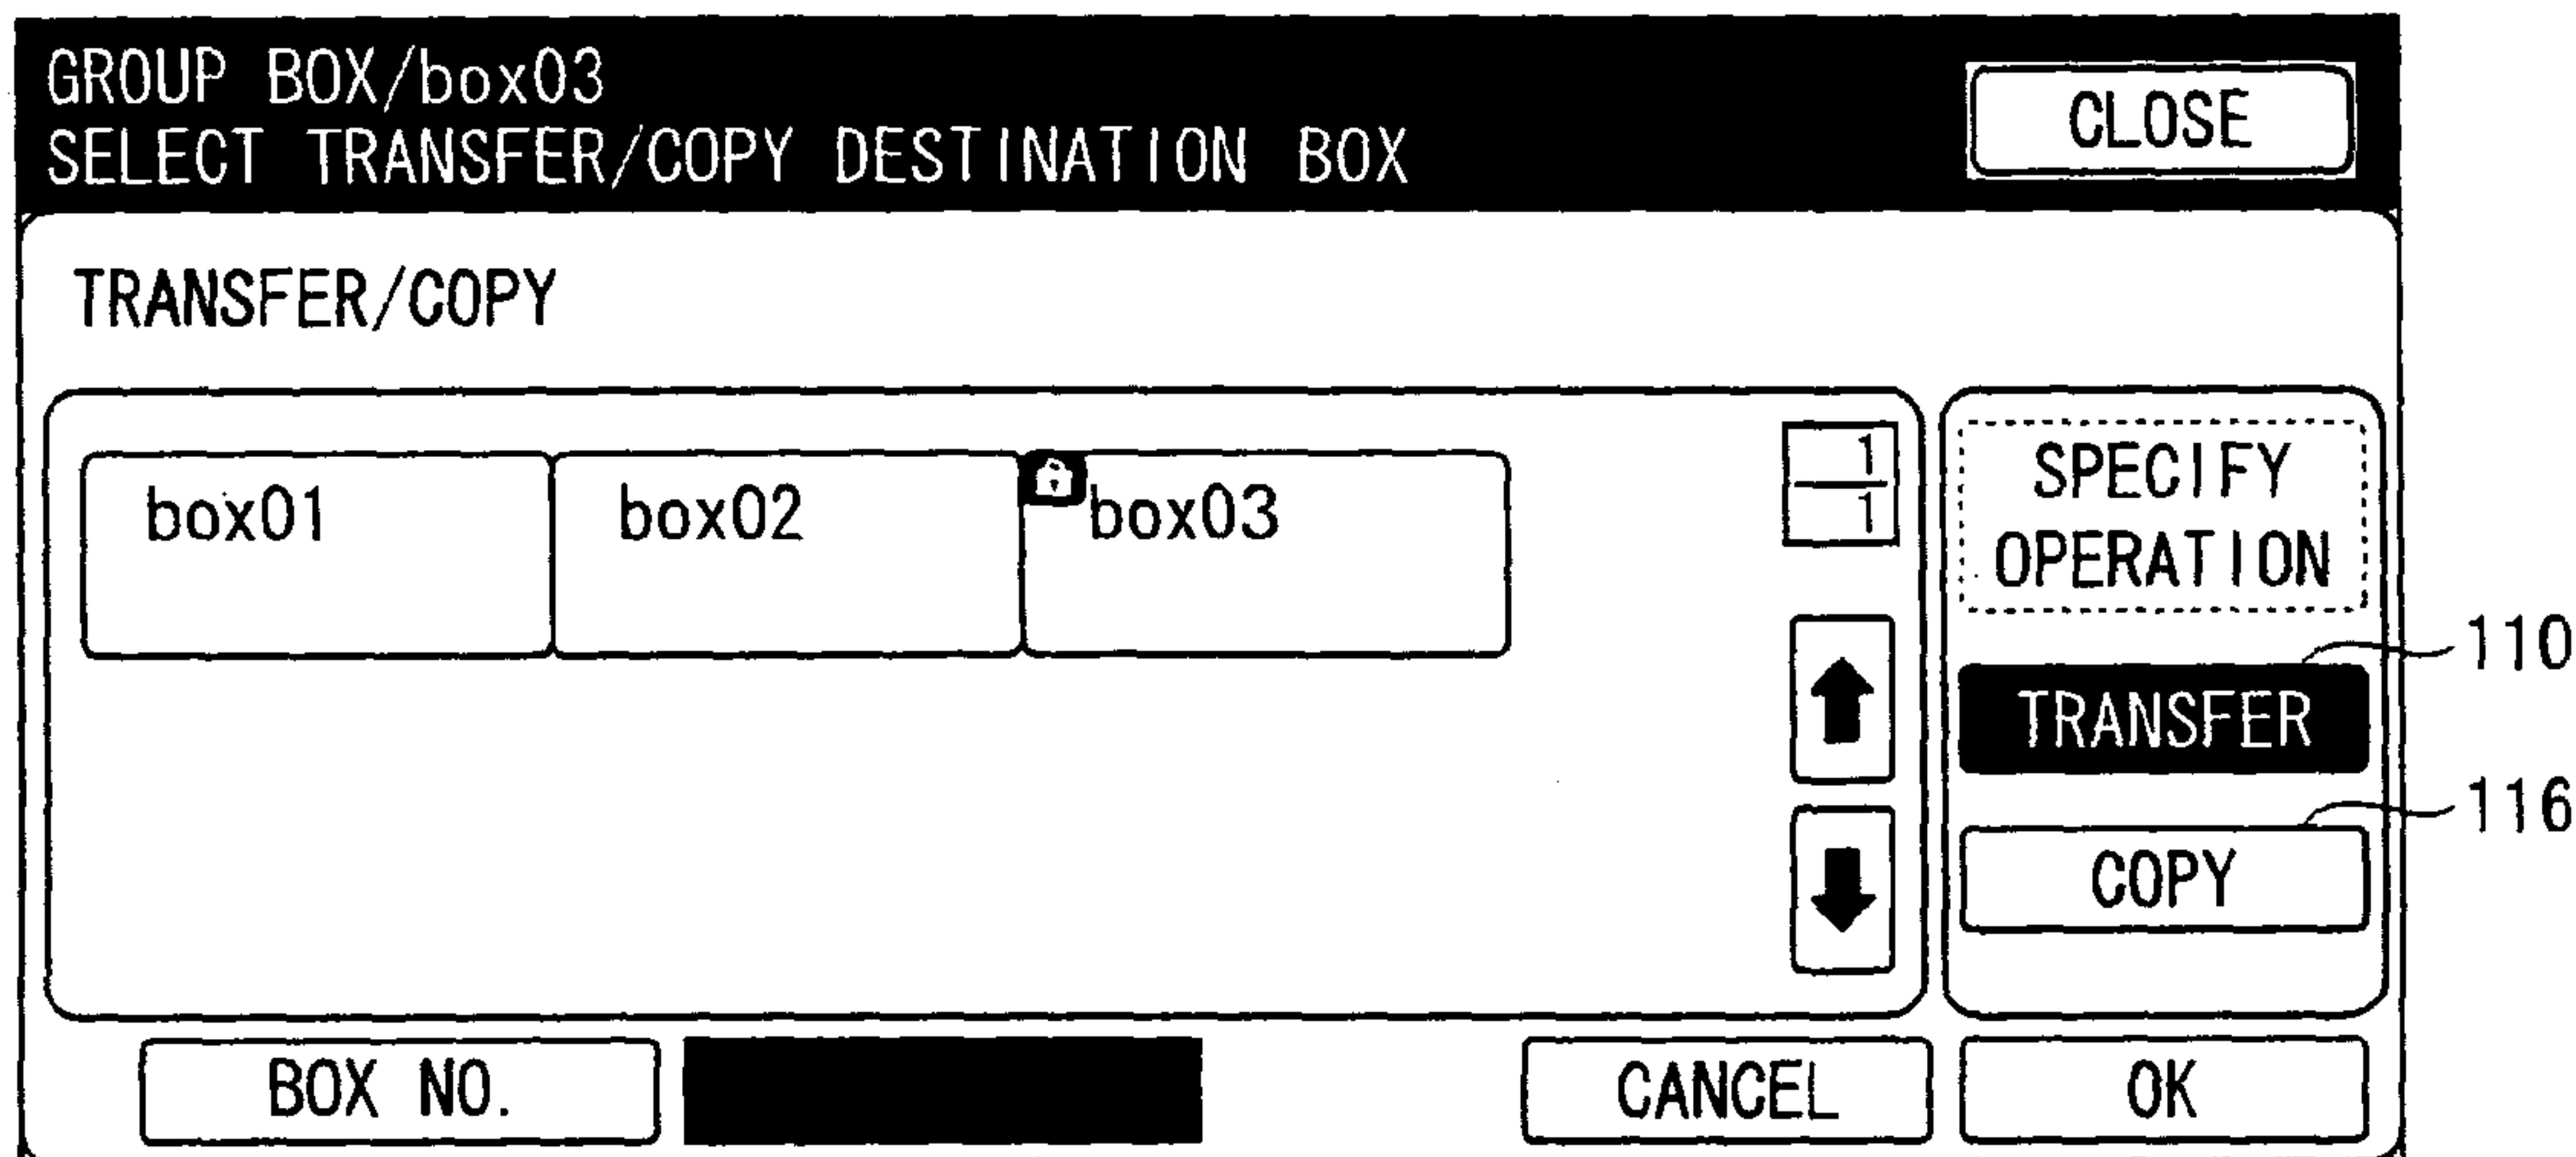 GROUP BOX/box03
CLOSE
SELECT TRANSFER/COPY DESTINATION BOX
TRANSFER/COPY
box01
box02
box03
1
1
SPECIFY
OPERATION
110
TRANSFER
116
COPY
BOX NO.
CANCEL
OK